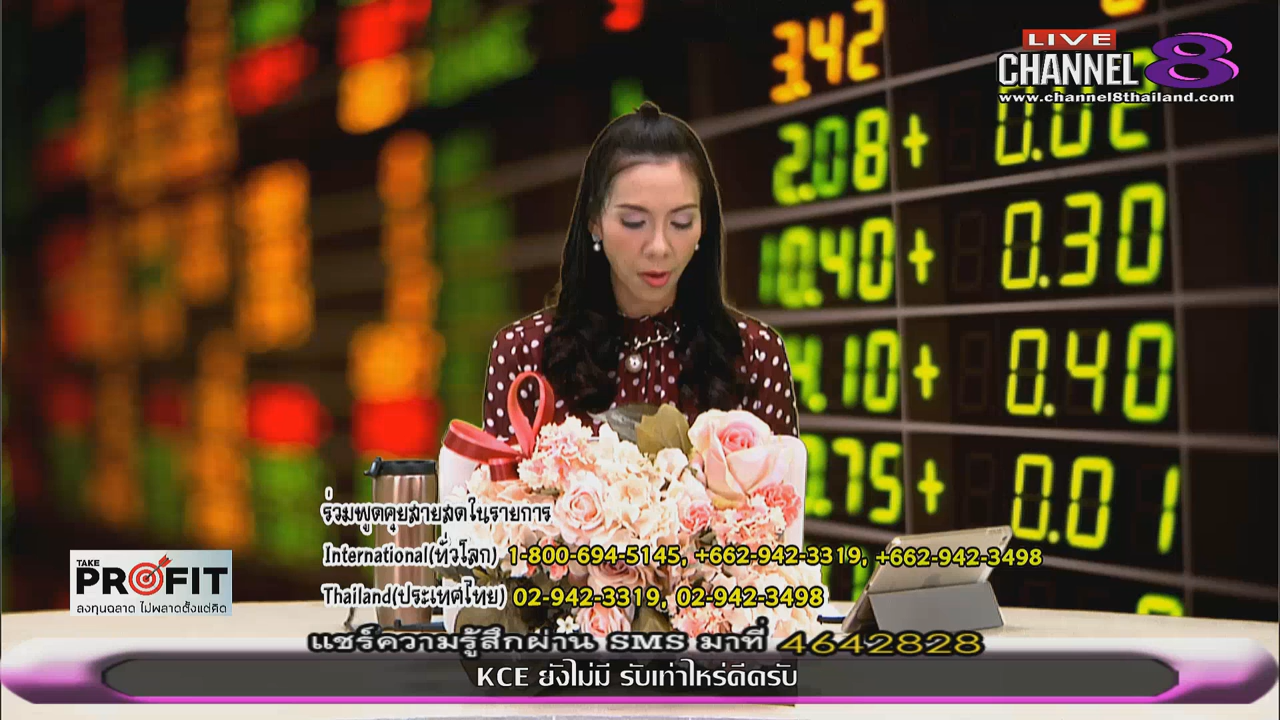 LIVE
CHANNEL 8
www.channel8thailand.com
3.42
2.08 + 0.02
10.40 + 0.30
4.10 + 0.40
.75 + 0.01
ร่วมพูดคุยสายสดในรายการ
International(ทั่วโลก) 1-800-694-5145, +662-942-3319, +662-942-3498
Thailand(ประเทศไทย) 02-942-3319, 02-942-3498
TAKE
PROFIT
ลงทุนฉลาด ไม่พลาดตั้งแต่คิด
แชร์ความรู้สึกผ่าน SMS มาที่ 4642828
KCE ยังไม่มี รับเท่าไหร่ดีครับ